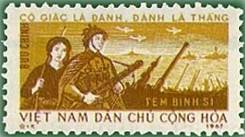 CÓ GIẶC LÀ ĐÁNH, ĐÁNH LÀ THẮNG
BƯU CHÍNH
TEM BINH SĨ
VIỆT NAM DÂN CHỦ CỘNG HÒA
1967